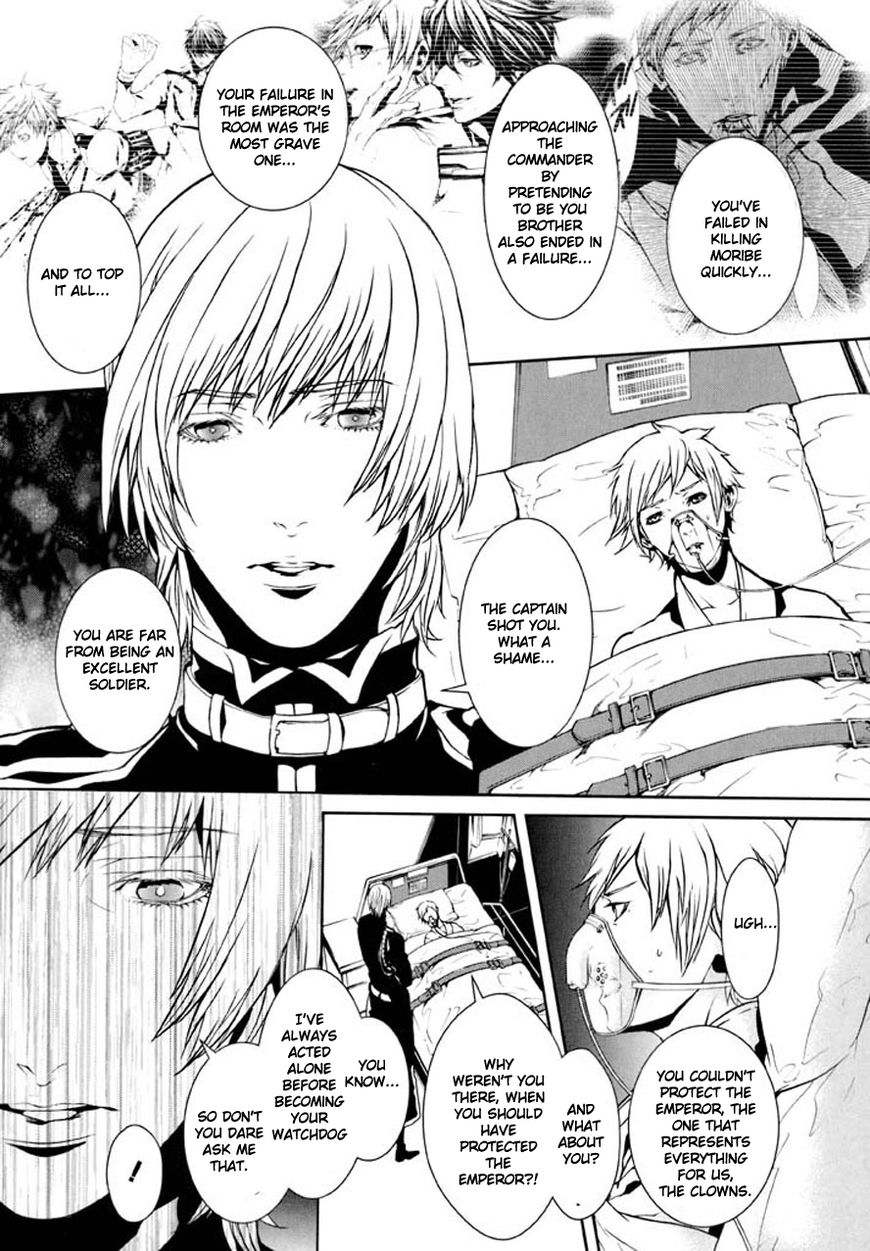 YOU'VE
FAILED IN
KILLING
MORIBE
QUICKLY...
APPROACHING
THE
COMMANDER
BY
PRETENDING
TO BE YOU
BROTHER
ALSO ENDED IN
A FAILURE...
YOUR FAILURE
IN THE
EMPEROR'S
ROOM WAS THE
MOST GRAVE
ONE...
AND TO TOP
IT ALL...
THE CAPTAIN
SHOT YOU.
WHAT A
SHAME...
YOU ARE FAR
FROM BEING AN
EXCELLENT
SOLDIER.
UGH...
YOU COULDN'T
PROTECT THE
EMPEROR, THE
ONE THAT
REPRESENTS
EVERYTHING
FOR US,
THE CLOWNS.
AND
WHAT
ABOUT
YOU?
WHY
WEREN'T YOU
THERE, WHEN
YOU SHOULD
HAVE
PROTECTED
THE
EMPEROR?!
YOU
KNOW...
I'VE
ALWAYS
ACTED
ALONE
BEFORE
BECOMING
YOUR
WATCHDOG
SO DON'T
YOU DARE
ASK ME
THAT.
!